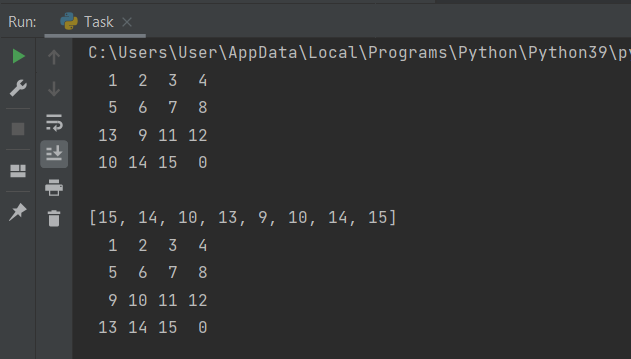 Run: Task
C:\Users\User\AppData\Local\Programs\Python\Python39\
1 2 3 4
5 6 7 8
13 9 11 12
10 14 15 0
[15, 14, 10, 13, 9, 10, 14, 15]
1 2 3 4
5 6 7 8
9 10 11 12
13 14 15 0